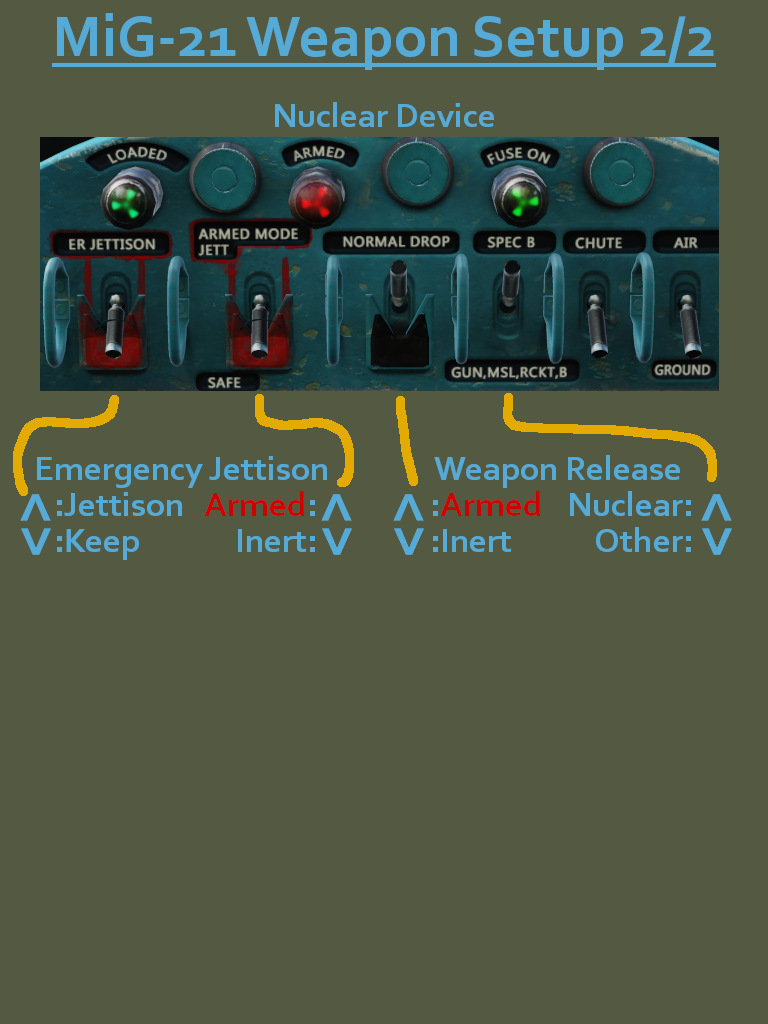 MiG-21 Weapon Setup 2/2
Nuclear Device
LOADED ARMED FUSE ON
ER JETTISON ARMED MODE JETT NORMAL DROP SPEC B CHUTE AIR
SAFE GUN,MSL,RCKT,B GROUND
Emergency Jettison Weapon Release
Λ :Jettison Armed: Λ Λ :Armed Nuclear: Λ
V :Keep Inert: V V :Inert Other: V